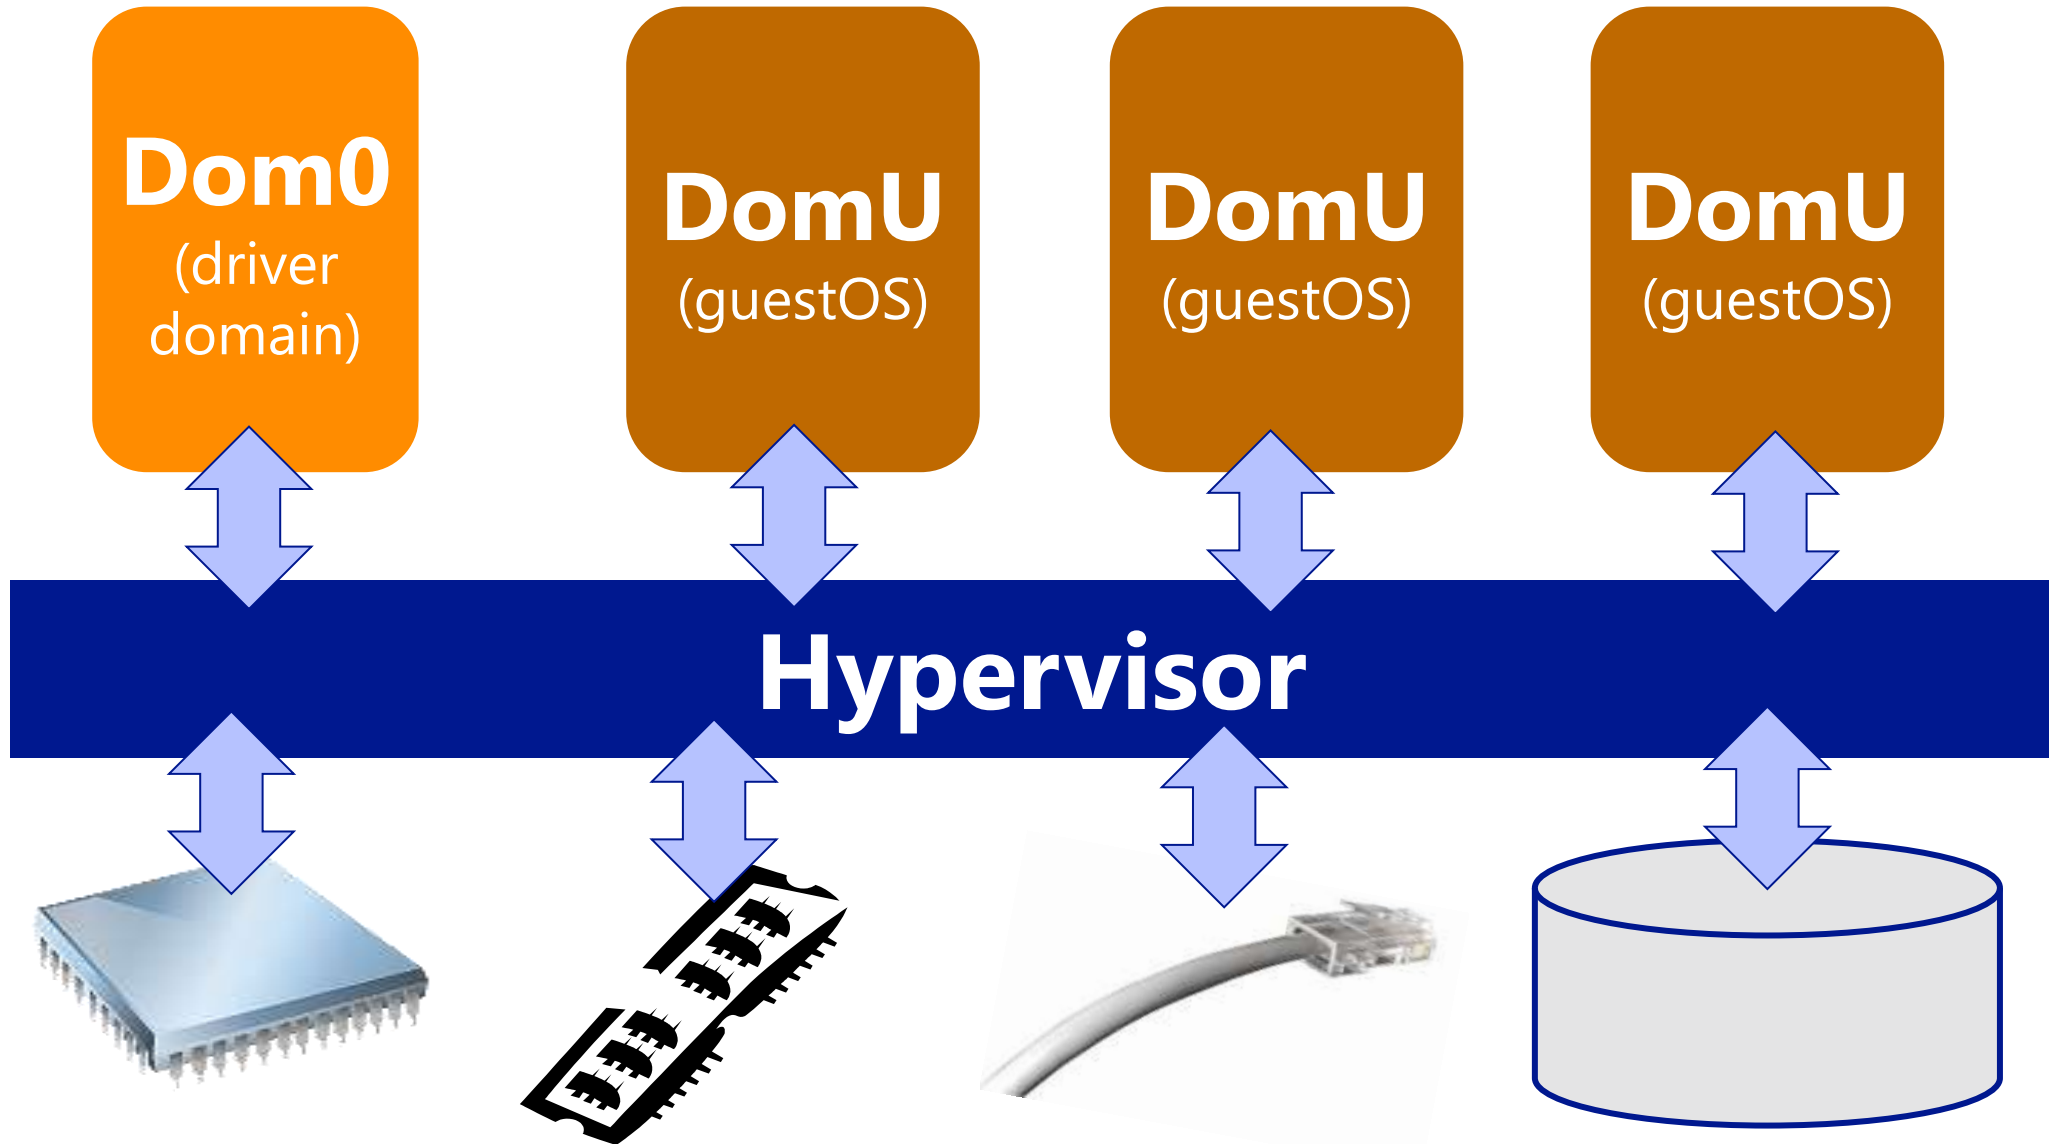 Dom0
(driver
domain)
DomU
(guestOS)
DomU
(guestOS)
DomU
(guestOS)
Hypervisor